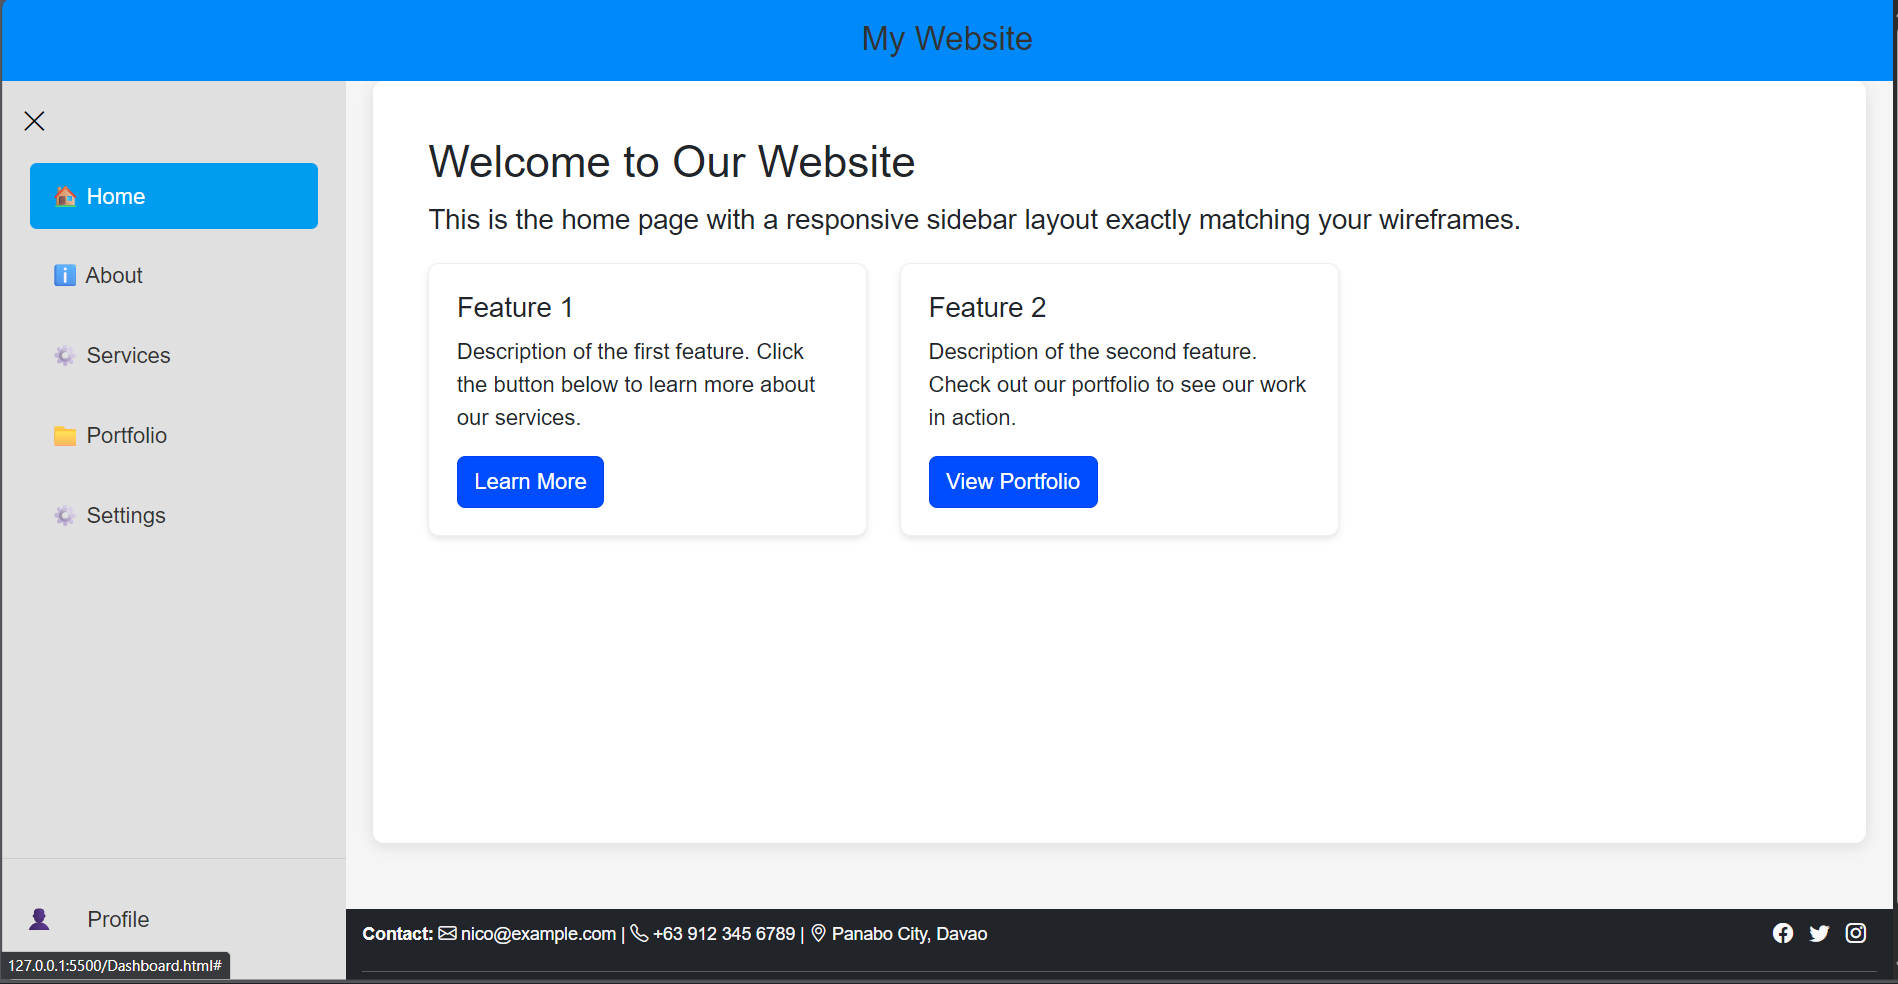 My Website
Home
About
Services
Portfolio
Settings
Profile
127.0.0.1:5500/Dashboard.html#
Welcome to Our Website
This is the home page with a responsive sidebar layout exactly matching your wireframes.
Feature 1
Description of the first feature. Click
the button below to learn more about
our services.
Learn More
Feature 2
Description of the second feature.
Check out our portfolio to see our work
in action.
View Portfolio
Contact: nico@example.com | +63 912 345 6789 | Panabo City, Davao